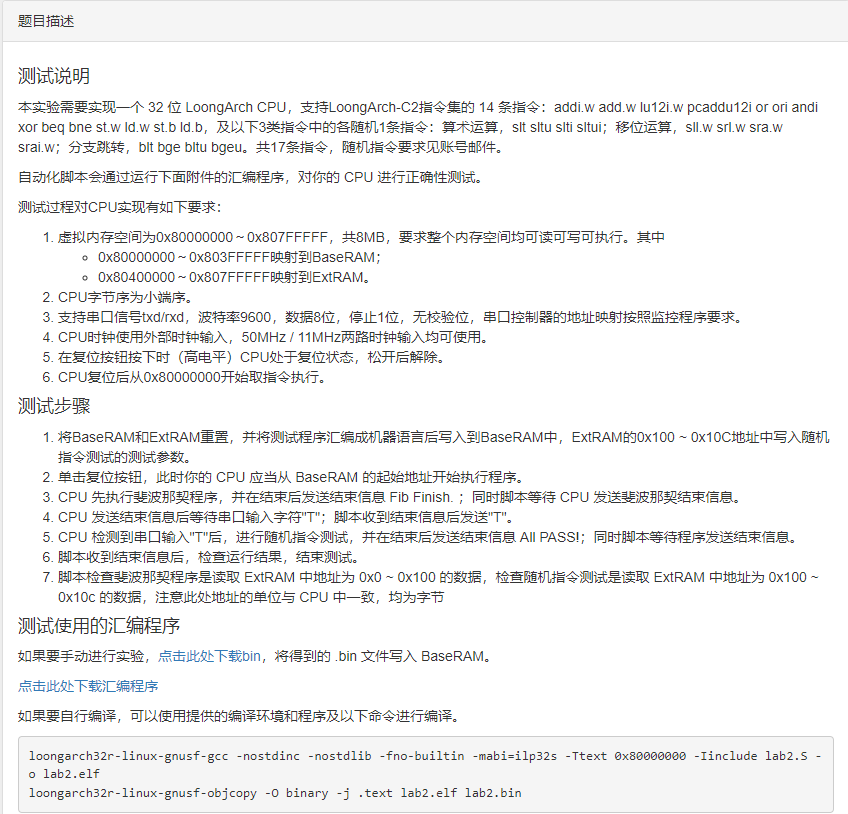 题目描述
测试说明
本实验需要实现一个 32 位 LoongArch CPU，支持LoongArch-C2指令集的 14 条指令：addi.w add.w lu12i.w pcaddu12i or ori andi
xor beq bne st.w ld.w st.b ld.b，及以下3类指令中的各随机1条指令：算术运算，slt sltu slti sltui；移位运算，sll.w srl.w sra.w
srai.w；分支跳转，blt bge bltu bgeu。共17条指令，随机指令要求见账号邮件。
自动化脚本会通过运行下面附件的汇编程序，对你的 CPU 进行正确性测试。
测试过程对CPU实现有如下要求：
1. 虚拟内存空间为0x80000000～0x807FFFFF，共8MB，要求整个内存空间均可读可写可执行。其中
◦ 0x80000000～0x803FFFFF映射到BaseRAM；
◦ 0x80400000～0x807FFFFF映射到ExtRAM。
2. CPU字节序为小端序。
3. 支持串口信号txd/rxd，波特率9600，数据8位，停止1位，无校验位，串口控制器的地址映射按照监控程序要求。
4. CPU时钟使用外部时钟输入，50MHz / 11MHz两路时钟输入均可使用。
5. 在复位按钮按下时（高电平）CPU处于复位状态，松开后解除。
6. CPU复位后从0x80000000开始取指令执行。
测试步骤
1. 将BaseRAM和ExtRAM重置，并将测试程序汇编成机器语言后写入到BaseRAM中，ExtRAM的0x100 ~ 0x10C地址中写入随机
指令测试的测试参数。
2. 单击复位按钮，此时你的 CPU 应当从 BaseRAM 的起始地址开始执行程序。
3. CPU 先执行斐波那契程序，并在结束后发送结束信息 Fib Finish. ；同时脚本等待 CPU 发送斐波那契结束信息。
4. CPU 发送结束信息后等待串口输入字符"T"；脚本收到结束信息后发送"T"。
5. CPU 检测到串口输入"T"后，进行随机指令测试，并在结束后发送结束信息 All PASS!；同时脚本等待程序发送结束信息。
6. 脚本收到结束信息后，检查运行结果，结束测试。
7. 脚本检查斐波那契程序是读取 ExtRAM 中地址为 0x0 ~ 0x100 的数据，检查随机指令测试是读取 ExtRAM 中地址为 0x100 ~
0x10c 的数据，注意此处地址的单位与 CPU 中一致，均为字节
测试使用的汇编程序
如果要手动进行实验，点击此处下载bin，将得到的 .bin 文件写入 BaseRAM。
点击此处下载汇编程序
如果要自行编译，可以使用提供的编译环境和程序及以下命令进行编译。
loongarch32r-linux-gnusf-gcc -nostdinc -nostdlib -fno-builtin -mabi=ilp32s -Ttext 0x80000000 -Iinclude lab2.S -
o lab2.elf
loongarch32r-linux-gnusf-objcopy -O binary -j .text lab2.elf lab2.bin